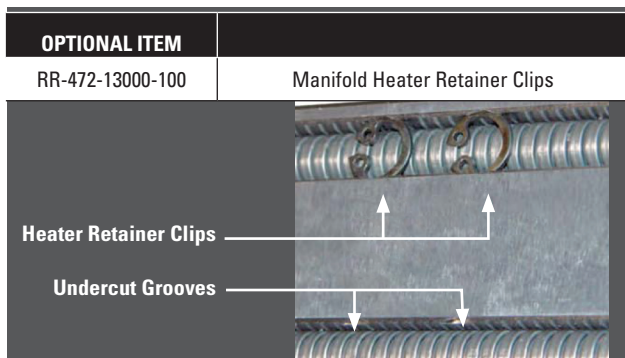 OPTIONAL ITEM
RR-472-13000-100 Manifold Heater Retainer Clips
Heater Retainer Clips
Undercut Grooves